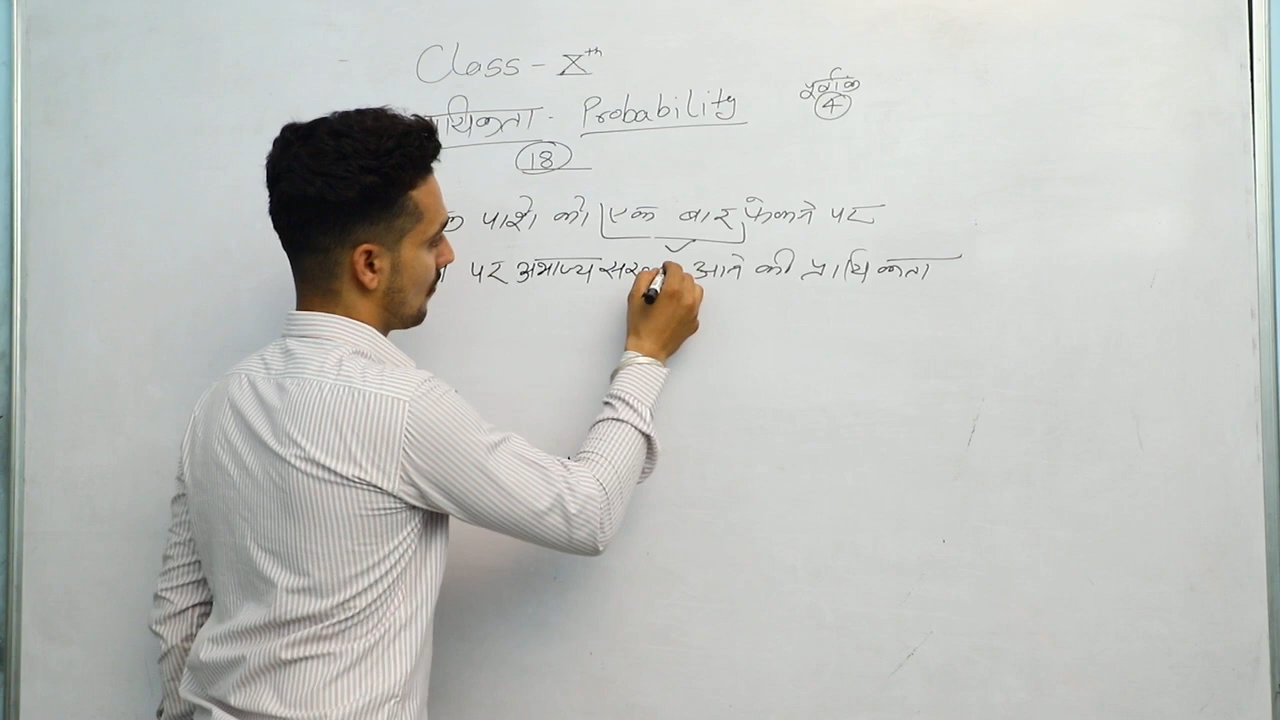 Class - Xth
यिकता - Probability
4
18
पाशे को एक बार फेंकने पर
पर अभाज्य आने की प्रायिकता